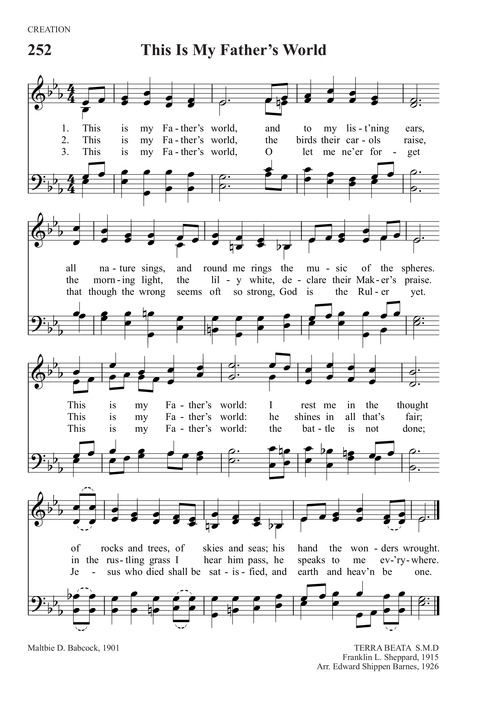 CREATION
252 This Is My Father's World
1. This is my Fa - ther's world, and to my lis - t'ning ears,
2. This is my Fa - ther's world, the birds their car - ols raise,
3. This is my Fa - ther's world, O let me ne'er for - get
all na - ture sings, and round me rings the mu - sic of the spheres.
the morn - ing light, the lil - y white, de - clare their Mak - er's praise.
that though the wrong seems oft so strong, God is the Rul - er yet.
This is my Fa - ther's world: I rest me in the thought
This is my Fa - ther's world: he shines in all that's fair;
This is my Fa - ther's world: the bat - tle is not done;
of rocks and trees, of skies and seas; his hand the won - ders wrought.
in the rus - tling grass I hear him pass, he speaks to me ev - 'ry - where.
Je - sus who died shall be sat - is - fied, and earth and heav'n be one.
Maltbie D. Babcock, 1901 TERRA BEATA S.M.D
Franklin L. Sheppard, 1915
Arr. Edward Shippen Barnes, 1926